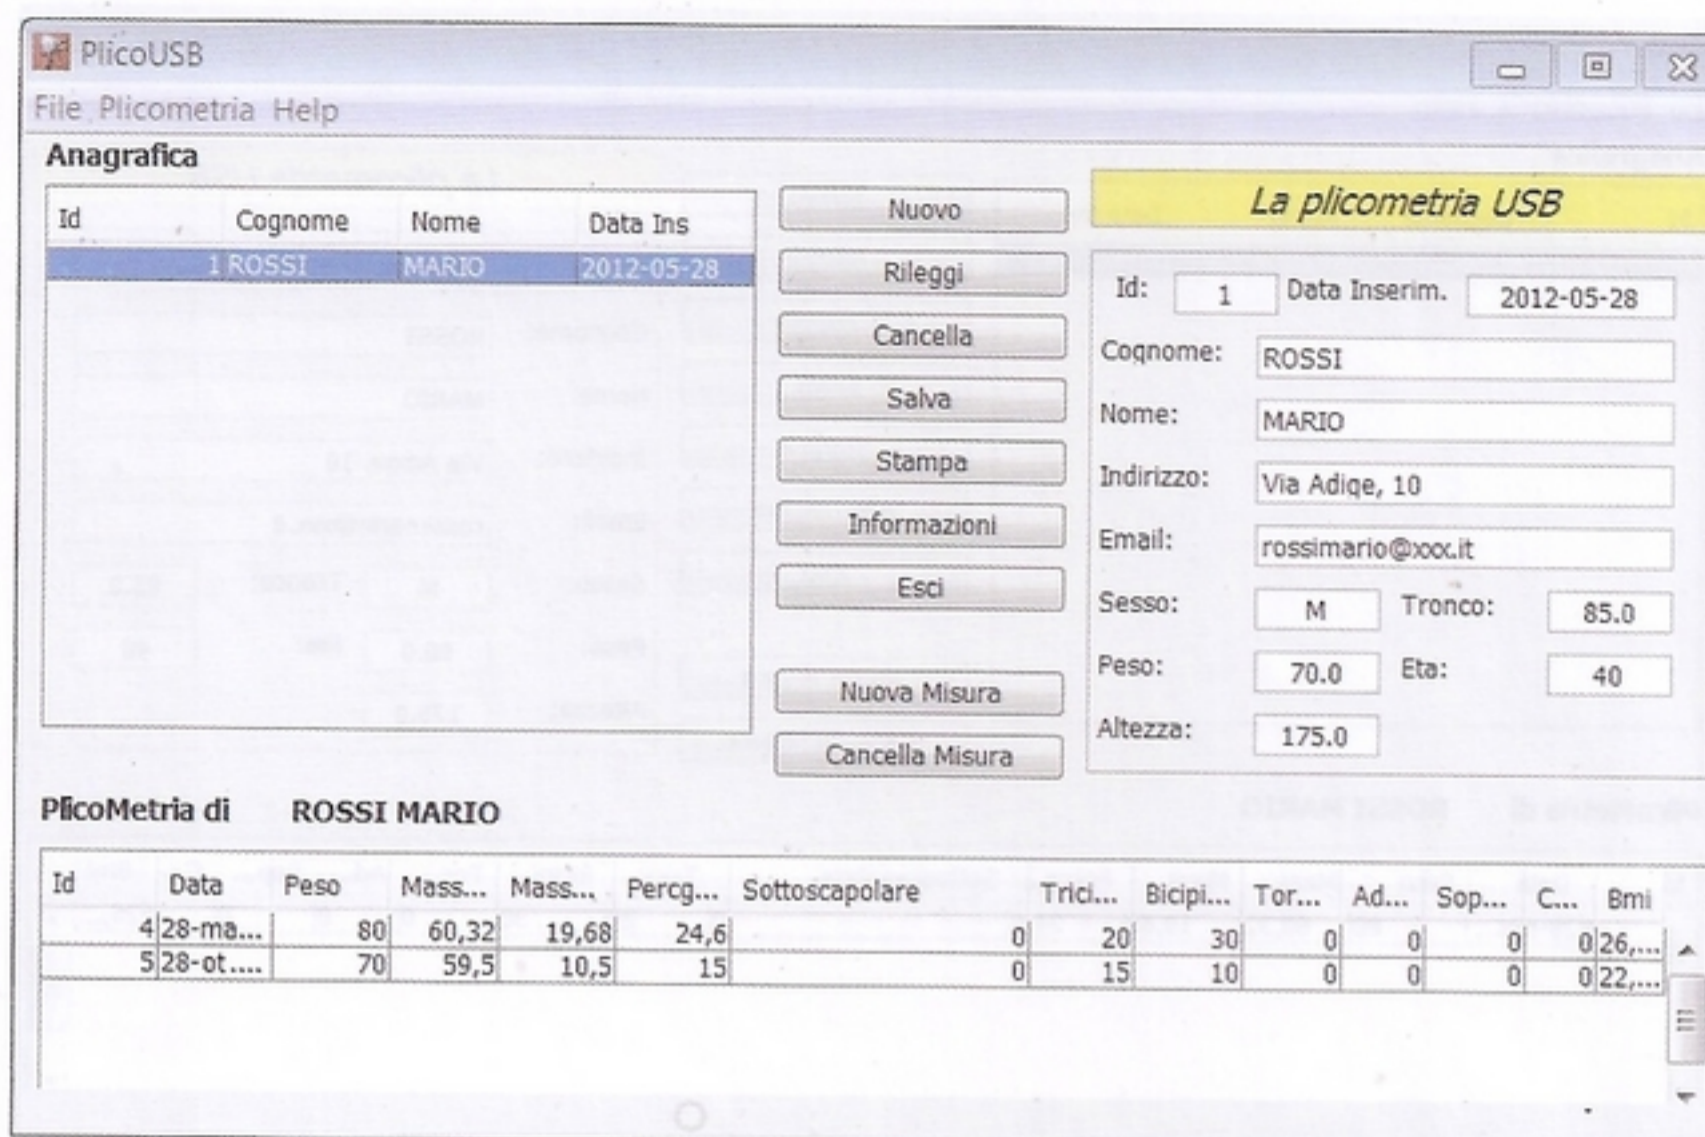 PlicoUSB
File Plicometria Help
Anagrafica
Id Cognome Nome Data Ins
1 ROSSI MARIO 2012-05-28
Nuovo
Rileggi
Cancella
Salva
Stampa
Informazioni
Esci
Nuova Misura
Cancella Misura
La plicometria USB
Id: 1 Data Inserim. 2012-05-28
Cognome: ROSSI
Nome: MARIO
Indirizzo: Via Adige, 10
Email: rossimario@xxx.it
Sesso: M Tronco: 85.0
Peso: 70.0 Eta: 40
Altezza: 175.0
PlicoMetria di ROSSI MARIO
Id Data Peso Mass... Mass... Percg... Sottoscapolare Trici... Bicipi... Tor... Ad... Sop... C... Bmi
4 28-ma... 80 60,32 19,68 24,6 0 20 30 0 0 0 0 26,...
5 28-ot.... 70 59,5 10,5 15 0 15 10 0 0 0 0 22,...